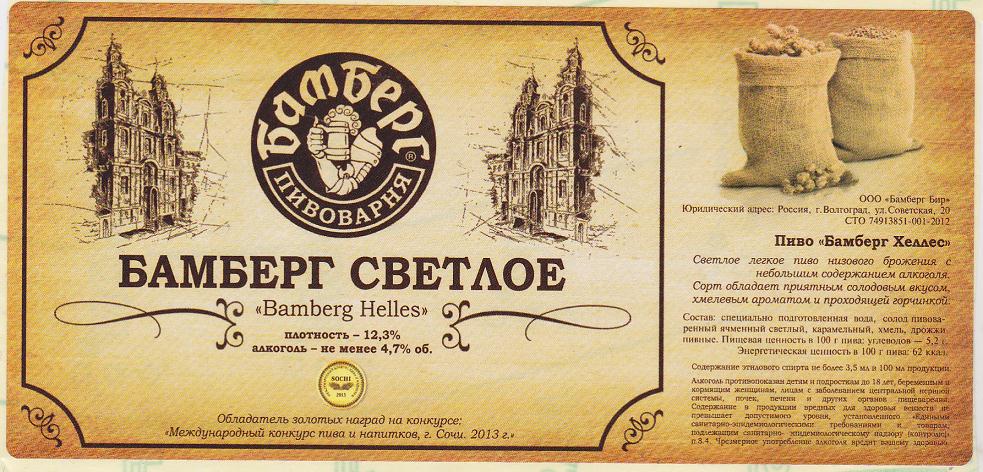 Бамберг
®
ПИВОВАРНЯ
БАМБЕРГ СВЕТЛОЕ
«Bamberg Helles»
плотность – 12,3%
алкоголь – не менее 4,7% об.
SOCHI
2013
Обладатель золотых наград на конкурсе:
«Международный конкурс пива и напитков, г. Сочи. 2013 г.»
ООО «Бамберг Бир»
Юридический адрес: Россия, г. Волгоград, ул. Советская, 20
СТО 74913851-001-2012
Пиво «Бамберг Хеллес»
Светлое легкое пиво низового брожения с
небольшим содержанием алкоголя.
Сорт обладает приятным солодовым вкусом,
хмелевым ароматом и проходящей горчинкой.
Состав: специально подготовленная вода, солод пивова-
ренный ячменный светлый, карамельный, хмель, дрожжи
пивные. Пищевая ценность в 100 г пива: углеводов — 5,2 г.
Энергетическая ценность в 100 г пива: 62 ккал.
Содержание этилового спирта не более 3,5 мл в 100 мл продукции.
Алкоголь противопоказан детям и подросткам до 18 лет, беременным и
кормящим женщинам, лицам с заболеванием центральной нервной
системы, почек, печени и других органов пищеварения.
Содержание в продукции вредных для здоровья веществ не
превышает допустимого уровня, установленного «Едиными
санитарно-эпидемиологическими требованиями к товарам,
подлежащим санитарно- эпидемиологическому надзору (контролю)»
п.8.4. Чрезмерное употребление алкоголя вредит вашему здоровью.